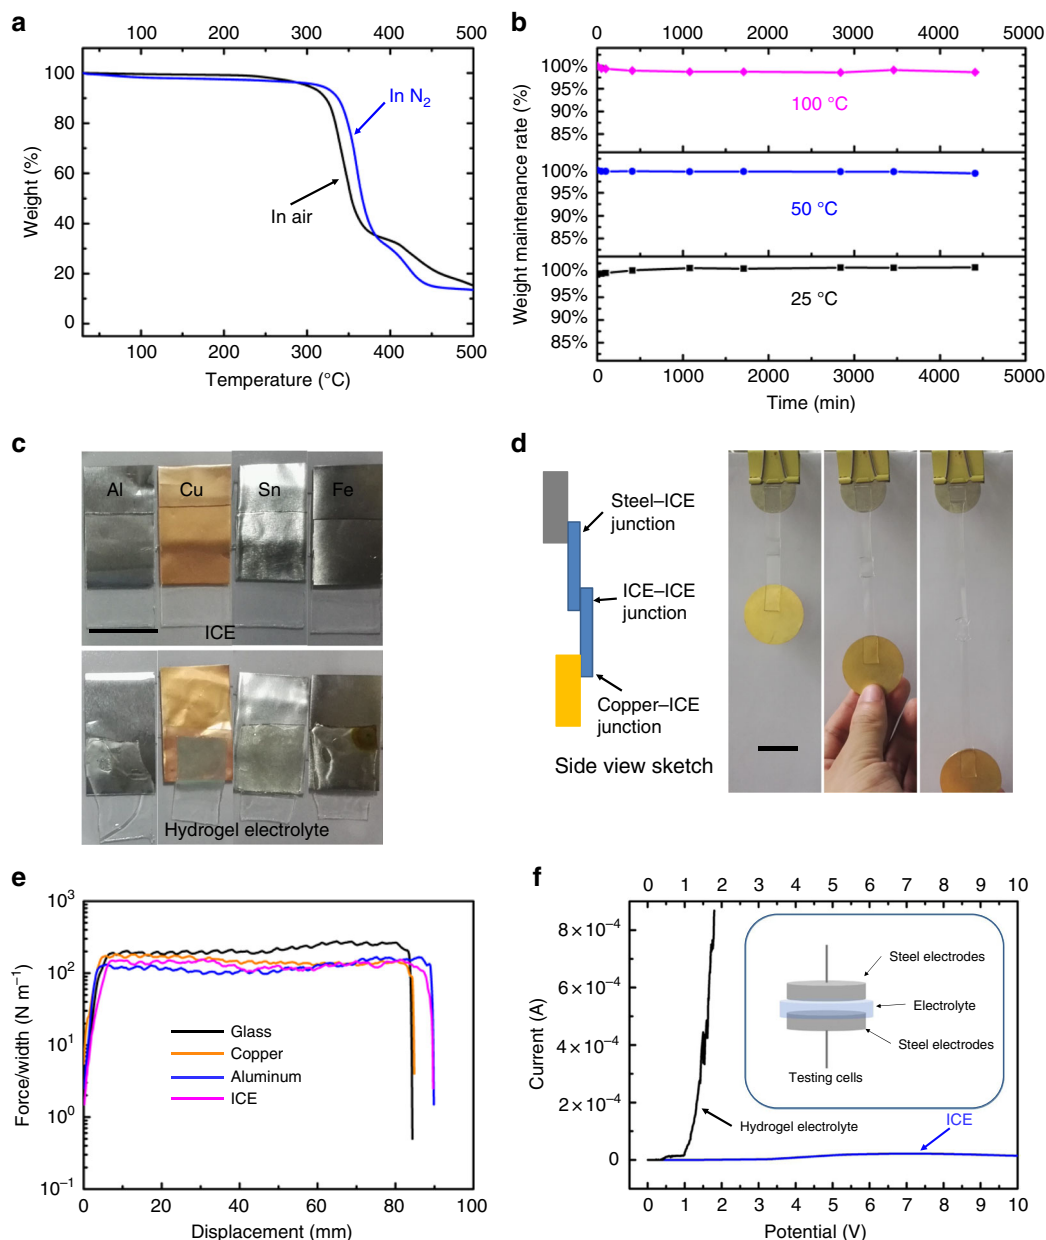 a
0 100 200 300 400 500
100
80
60
40
20
0
Weight (%)
In N2
In air
100 200 300 400 500
Temperature (°C)
b
0 1000 2000 3000 4000 5000
100%
95%
90%
85%
100 °C
100%
95%
90%
85%
50 °C
100%
95%
90%
85%
25 °C
Weight maintenance rate (%)
0 1000 2000 3000 4000 5000
Time (min)
c
Al Cu Sn Fe
ICE
Hydrogel electrolyte
d
Steel–ICE
junction
ICE–ICE
junction
Copper–ICE
junction
Side view sketch
e
10³
10²
10¹
10⁰
10⁻¹
Force/width (N m⁻¹)
Glass
Copper
Aluminum
ICE
0 20 40 60 80 100
Displacement (mm)
f
0 1 2 3 4 5 6 7 8 9 10
8 × 10⁻⁴
6 × 10⁻⁴
4 × 10⁻⁴
2 × 10⁻⁴
0
Current (A)
Steel electrodes
Electrolyte
Steel electrodes
Testing cells
Hydrogel electrolyte
ICE
0 1 2 3 4 5 6 7 8 9 10
Potential (V)